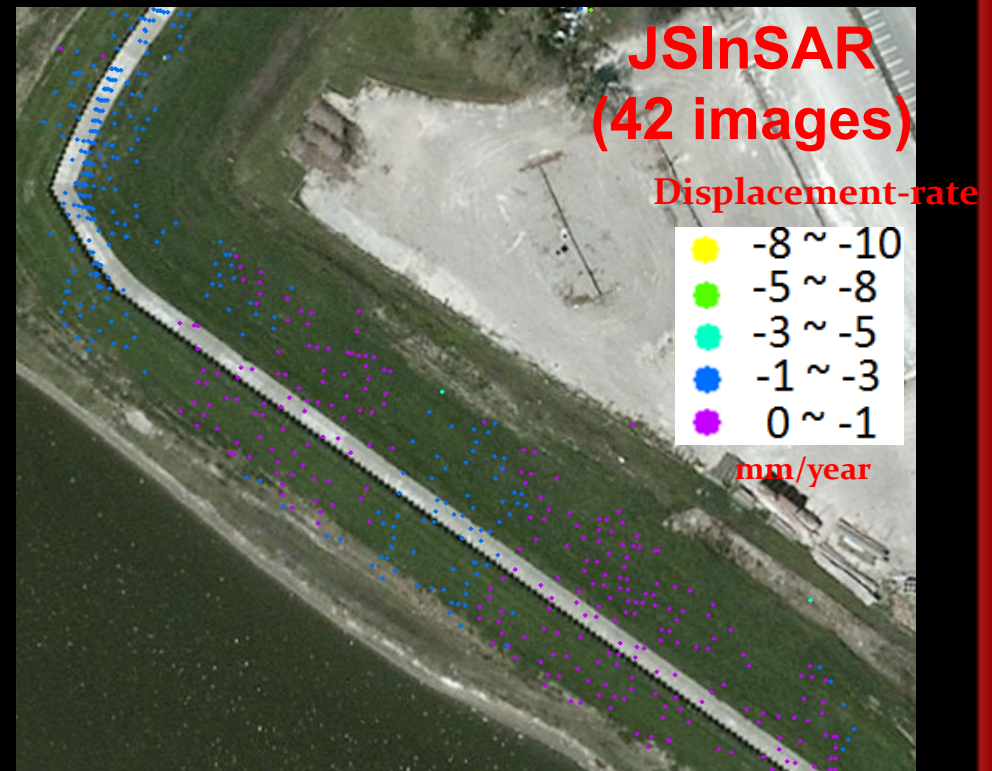 JSInSAR
(42 images)
Displacement-rate
-8 ~ -10
-5 ~ -8
-3 ~ -5
-1 ~ -3
0 ~ -1
mm/year